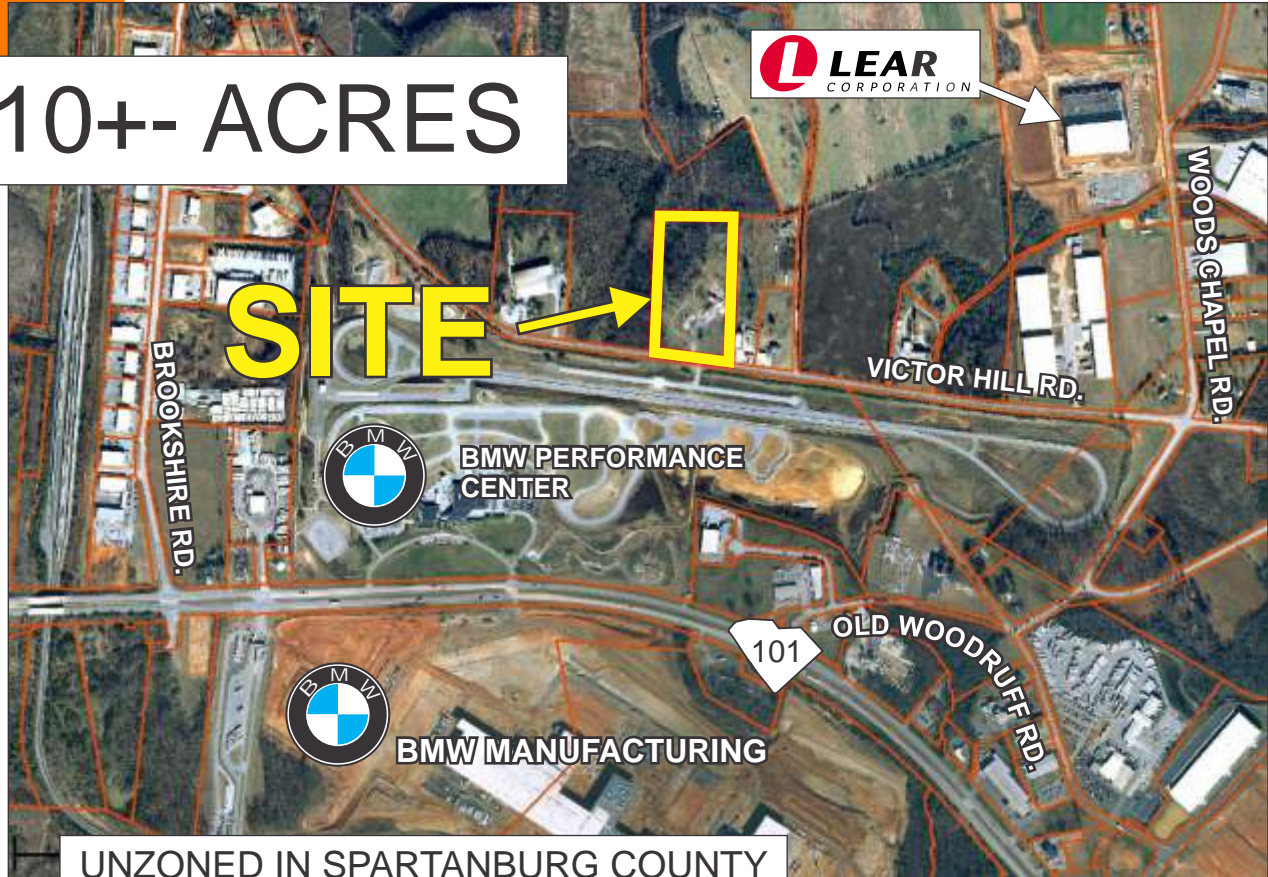 10+- ACRES
L LEAR
CORPORATION
WOODS CHAPEL RD.
SITE
BROOKSHIRE RD.
VICTOR HILL RD.
BMW
BMW PERFORMANCE
CENTER
101
OLD WOODRUFF RD.
BMW
BMW MANUFACTURING
UNZONED IN SPARTANBURG COUNTY